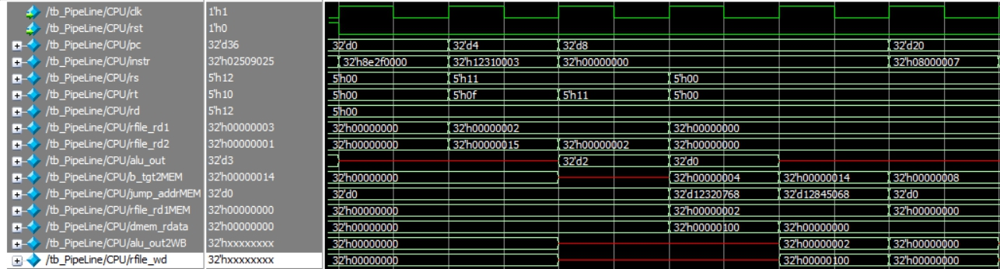 /tb_PipeLine/CPU/clk 1'h1
/tb_PipeLine/CPU/rst 1'h0
/tb_PipeLine/CPU/pc 32'd36 32'd0 32'd4 32'd8 32'd20
/tb_PipeLine/CPU/instr 32'h02509025 32'h8e2f0000 32'h12310003 32'h00000000 32'h08000007
/tb_PipeLine/CPU/rs 5'h12 5'h00 5'h11 5'h00
/tb_PipeLine/CPU/rt 5'h10 5'h00 5'h0f 5'h11 5'h00
/tb_PipeLine/CPU/rd 5'h12 5'h00
/tb_PipeLine/CPU/rfile_rd1 32'h00000003 32'h00000000 32'h00000002 32'h00000000
/tb_PipeLine/CPU/rfile_rd2 32'h00000001 32'h00000000 32'h00000015 32'h00000002 32'h00000000
/tb_PipeLine/CPU/alu_out 32'd3 32'd2 32'd0
/tb_PipeLine/CPU/b_tgt2MEM 32'h00000014 32'h00000000 32'h00000004 32'h00000014 32'h00000008
/tb_PipeLine/CPU/jump_addrMEM 32'd0 32'd0 32'd12320768 32'd12845068 32'd0
/tb_PipeLine/CPU/rfile_rd1MEM 32'h00000000 32'h00000000 32'h00000002 32'h00000000
/tb_PipeLine/CPU/dmem_rdata 32'h00000000 32'h00000000 32'h00000100 32'h00000000
/tb_PipeLine/CPU/alu_out2WB 32'hxxxxxxxx 32'h00000000 32'h00000002 32'h00000000
/tb_PipeLine/CPU/rfile_wd 32'hxxxxxxxx 32'h00000000 32'h00000100 32'h00000000